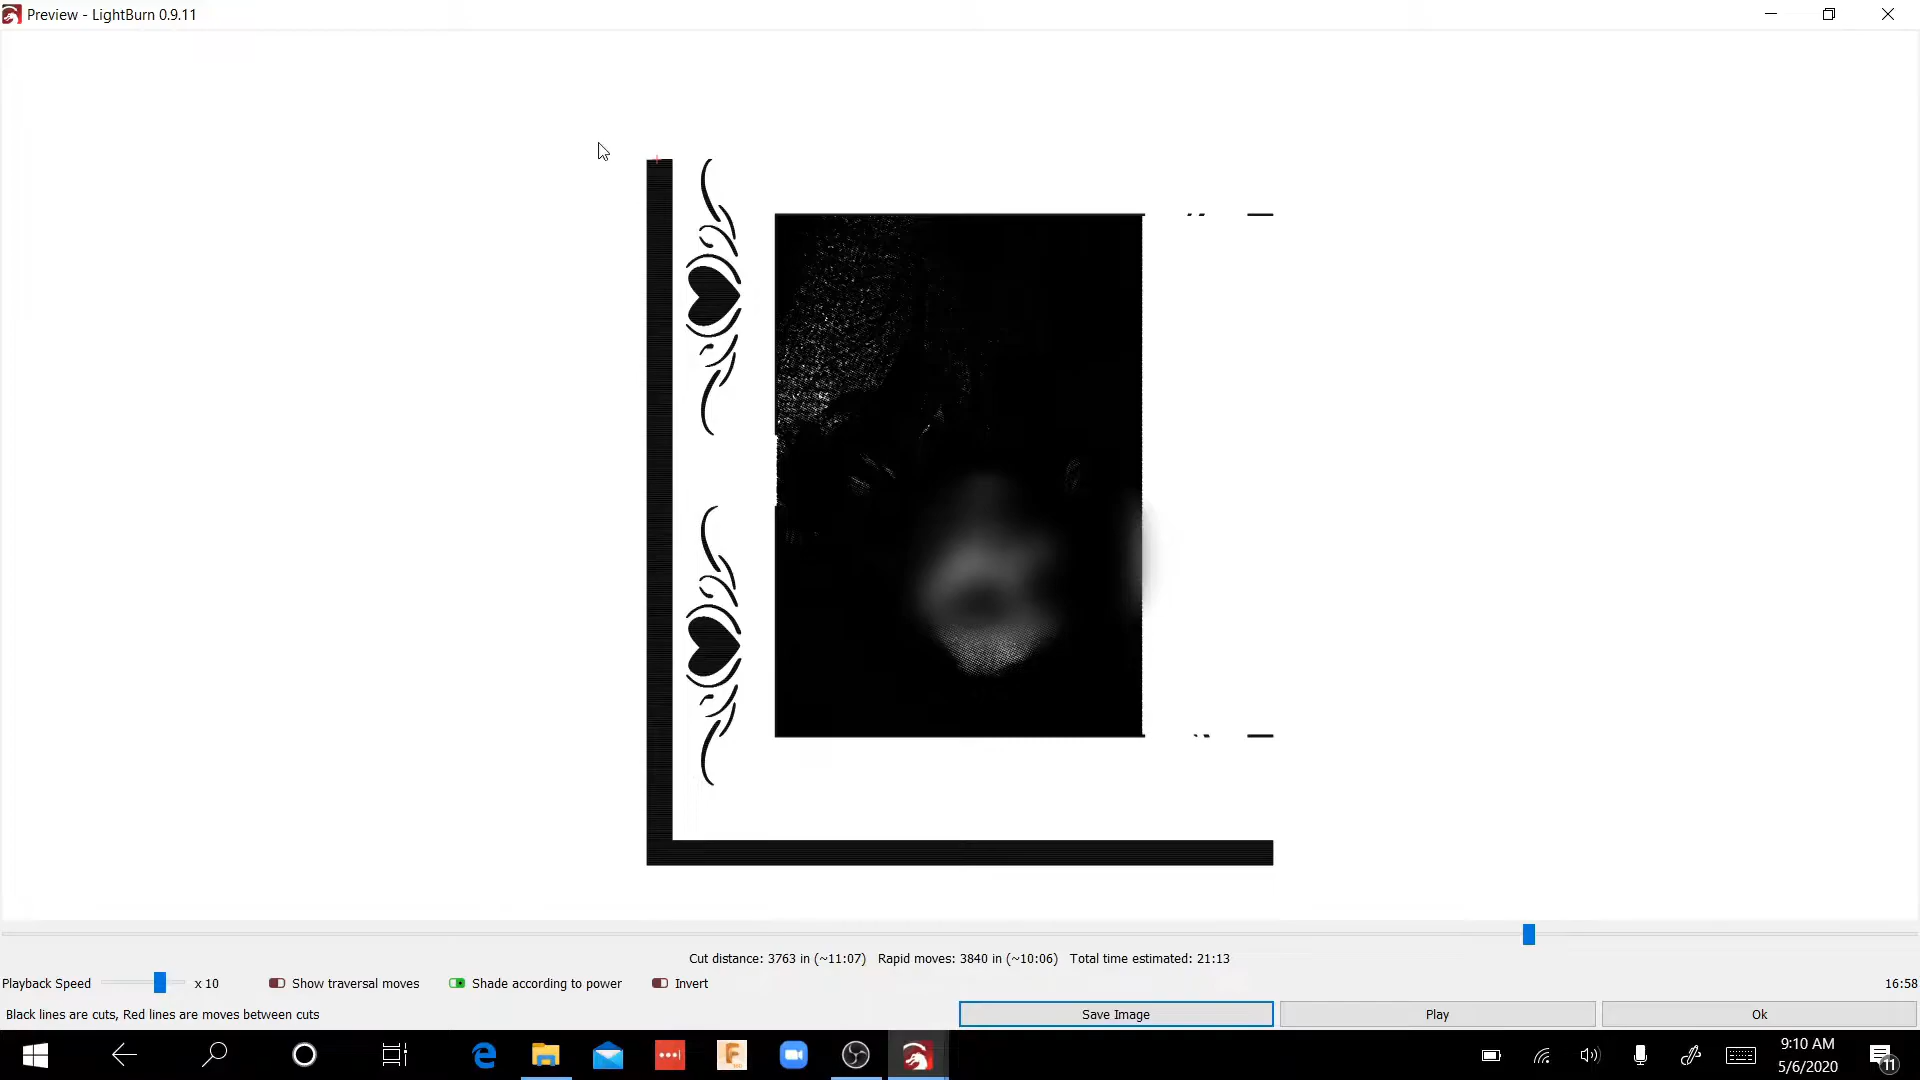 Preview - LightBurn 0.9.11
Cut distance: 3763 in (~11:07) Rapid moves: 3840 in (~10:06) Total time estimated: 21:13
Playback Speed x 10 Show traversal moves Shade according to power Invert 16:58
Black lines are cuts, Red lines are moves between cuts Save Image Play Ok
9:10 AM
5/6/2020
11